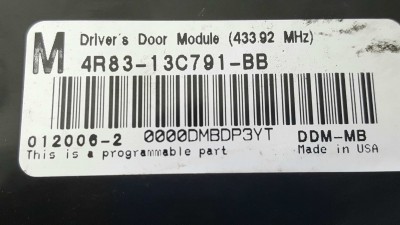 M Driver's Door Module (433.92 MHz)
4R83-13C791-BB
012006-2 0000DMBDP3YT DDM-MB
This is a programmable part Made in USA